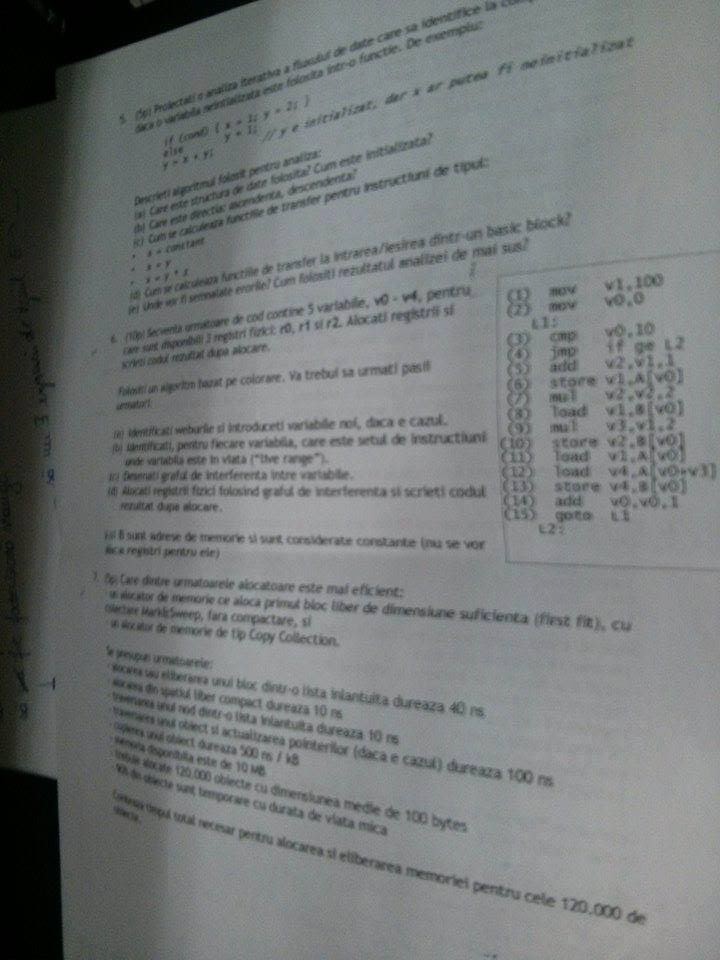 5. (5p) Proiectati o analiza iterativa a fluxului de date care sa identifice la
daca o variabila neinitializata este folosita intr-o functie. De exemplu:
if (cond) { x = 1; y = 2; }
else y = 1;
y = x + y; // y e initializat, dar x ar putea fi neinitializat
Descrieti algoritmul folosit pentru analiza:
(a) Care este structura de date folosita? Cum este initializata?
(b) Care este directia: ascendenta, descendenta?
(c) Cum se calculeaza functiile de transfer pentru instructiuni de tipul:
• x = constant
• x = y
• x = y + z
(d) Cum se calculeaza functiile de transfer la intrarea/iesirea dintr-un basic block?
(e) Unde vor fi semnalate erorile? Cum folositi rezultatul analizei de mai sus?
6. (10p) Secventa urmatoare de cod contine 5 variabile, v0 - v4, pentru
care sunt disponibili 3 registri fizici: r0, r1 si r2. Alocati registrii si
scrieti codul rezultat dupa alocare.
Folositi un algoritm bazat pe colorare. Va trebui sa urmati pasii
urmatori:
(a) Identificati weburile si introduceti variabile noi, daca e cazul.
(b) Identificati, pentru fiecare variabila, care este setul de instructiuni
unde variabila este in viata ("live range").
(c) Desenati graful de interferenta intre variabile.
(d) Alocati registrii fizici folosind graful de interferenta si scrieti codul
rezultat dupa alocare.
B sunt adrese de memorie si sunt considerate constante (nu se vor
aloca registri pentru ele)
(1) mov v1,100
(2) mov v0,0
L1:
(3) cmp v0,10
(4) jmp if ge L2
(5) add v2,v1,1
(6) store v1,A[v0]
(7) mul v2,v2,2
(8) load v1,B[v0]
(9) mul v3,v1,2
(10) store v2,B[v0]
(11) load v1,A[v0]
(12) load v4,A[v0+v3]
(13) store v4,B[v0]
(14) add v0,v0,1
(15) goto L1
L2:
7. (5p) Care dintre urmatoarele alocatoare este mai eficient:
- un alocator de memorie ce aloca primul bloc liber de dimensiune suficienta (first fit), cu
colectare Mark&Sweep, fara compactare, si
- un alocator de memorie de tip Copy Collection.
Se presupun urmatoarele:
- alocarea sau eliberarea unui bloc dintr-o lista inlantuita dureaza 40 ns
- alocarea din spatiul liber compact dureaza 10 ns
- traversarea unui nod dintr-o lista inlantuita dureaza 10 ns
- traversarea unui obiect si actualizarea pointerilor (daca e cazul) dureaza 100 ns
- copierea unui obiect dureaza 500 ns / kB
- memoria disponibila este de 10 MB
- trebuie alocate 120.000 obiecte cu dimensiunea medie de 100 bytes
- 90% din obiecte sunt temporare cu durata de viata mica
timpul total necesar pentru alocarea si eliberarea memoriei pentru cele 120.000 de
obiecte.